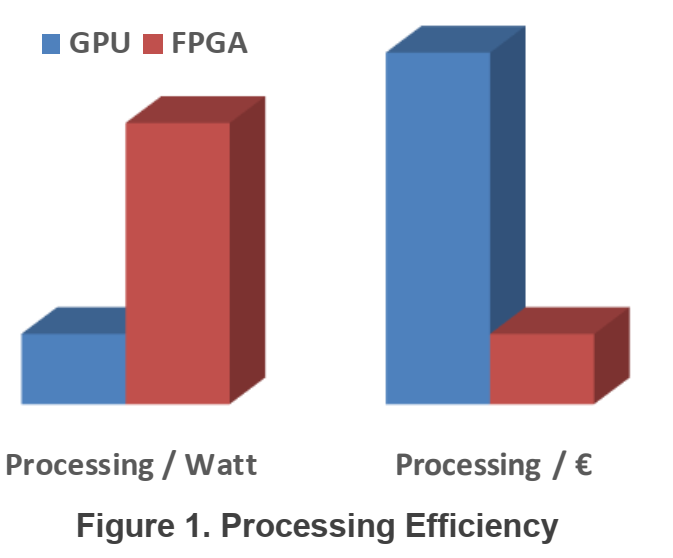 GPU FPGA
Processing / Watt
Processing / €
Figure 1. Processing Efficiency